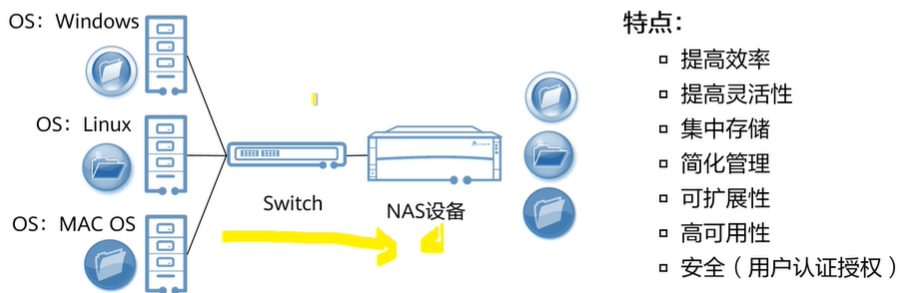 OS：Windows
OS：Linux
OS：MAC OS
Switch
NAS设备
特点：
提高效率
提高灵活性
集中存储
简化管理
可扩展性
高可用性
安全（用户认证授权）